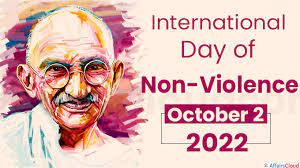 International
Day of
Non-Violence
October 2
2022
AffairsCloud